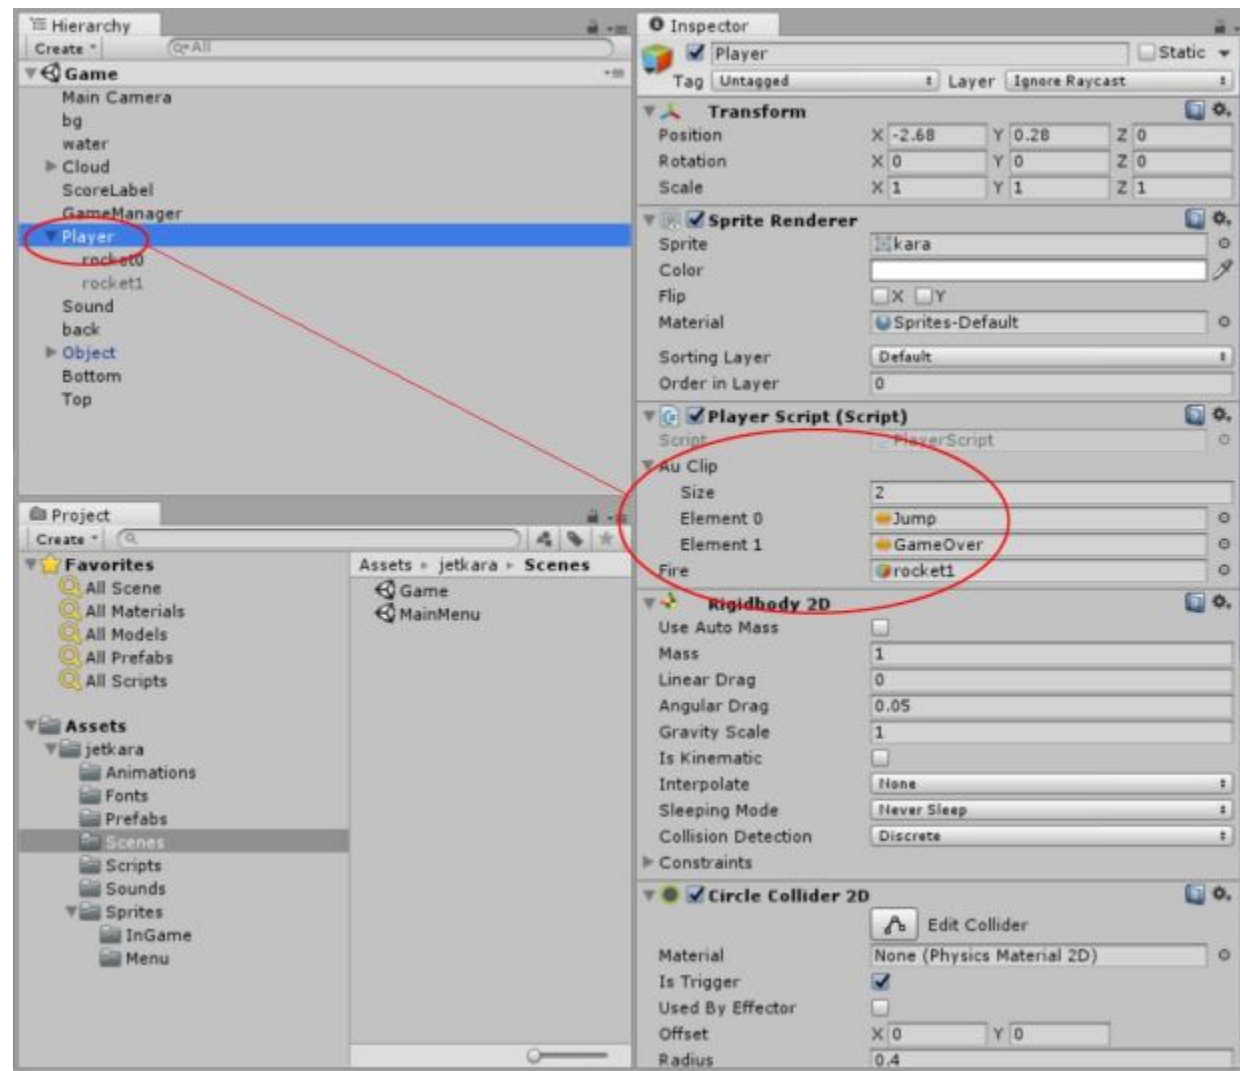 Hierarchy
Create
All
Game
Main Camera
bg
water
Cloud
ScoreLabel
GameManager
Player
rocket0
rocket1
Sound
back
Object
Bottom
Top
Project
Create
Favorites
All Scene
All Materials
All Models
All Prefabs
All Scripts
Assets
jetkara
Animations
Fonts
Prefabs
Scenes
Scripts
Sounds
Sprites
InGame
Menu
Assets jetkara Scenes
Game
MainMenu
Inspector
Player Static
Tag Untagged Layer Ignore Raycast
Transform
Position X -2.68 Y 0.28 Z 0
Rotation X 0 Y 0 Z 0
Scale X 1 Y 1 Z 1
Sprite Renderer
Sprite kara
Color
Flip X Y
Material Sprites-Default
Sorting Layer Default
Order in Layer 0
Player Script (Script)
Script PlayerScript
Au Clip
Size 2
Element 0 Jump
Element 1 GameOver
Fire rocket1
Rigidbody 2D
Use Auto Mass
Mass 1
Linear Drag 0
Angular Drag 0.05
Gravity Scale 1
Is Kinematic
Interpolate None
Sleeping Mode Never Sleep
Collision Detection Discrete
Constraints
Circle Collider 2D
Edit Collider
Material None (Physics Material 2D)
Is Trigger
Used By Effector
Offset X 0 Y 0
Radius 0.4